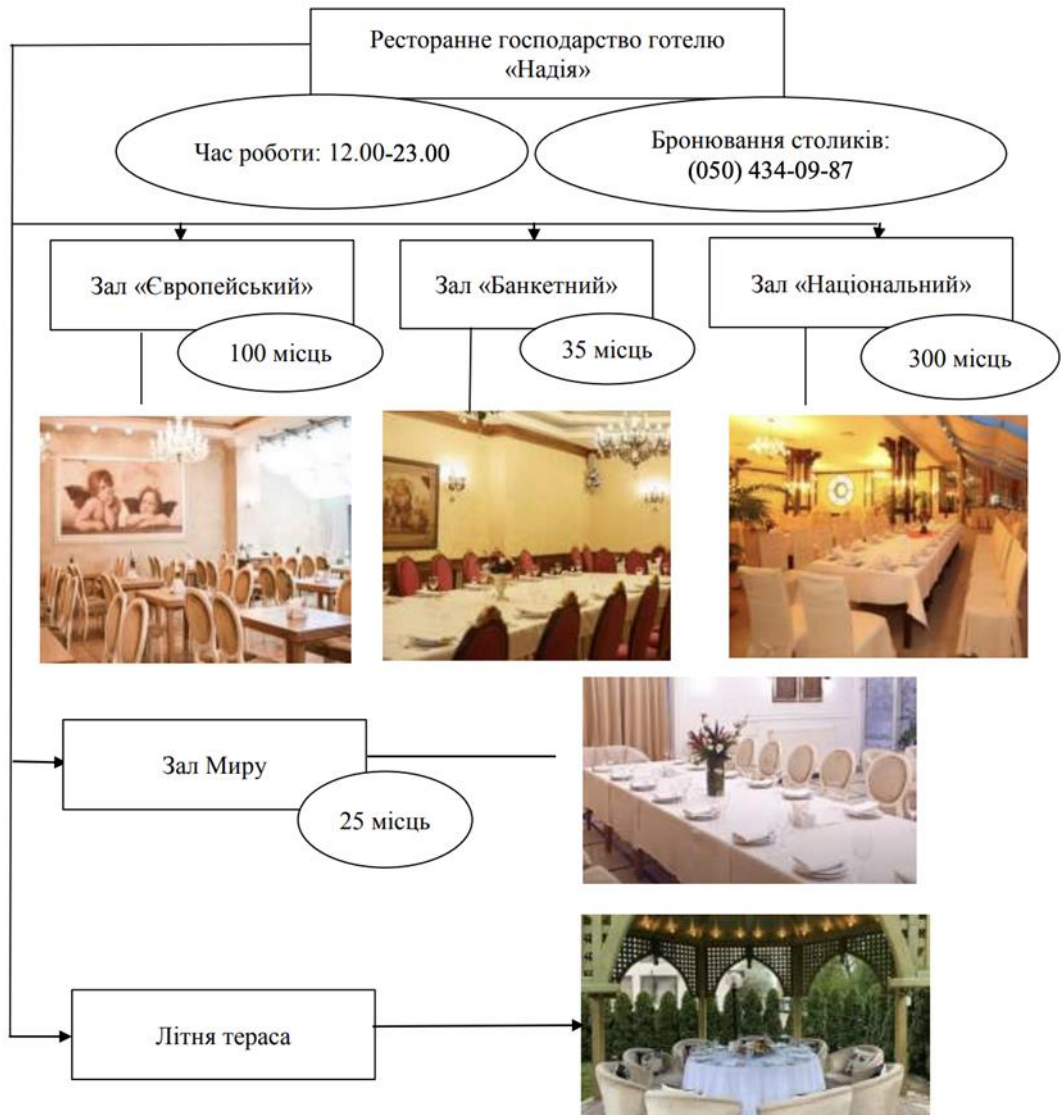 Ресторанне господарство готелю
«Надія»
Час роботи: 12.00-23.00
Бронювання столиків:
(050) 434-09-87
Зал «Європейський»
Зал «Банкетний»
Зал «Національний»
100 місць
35 місць
300 місць
Зал Миру
25 місць
Літня тераса